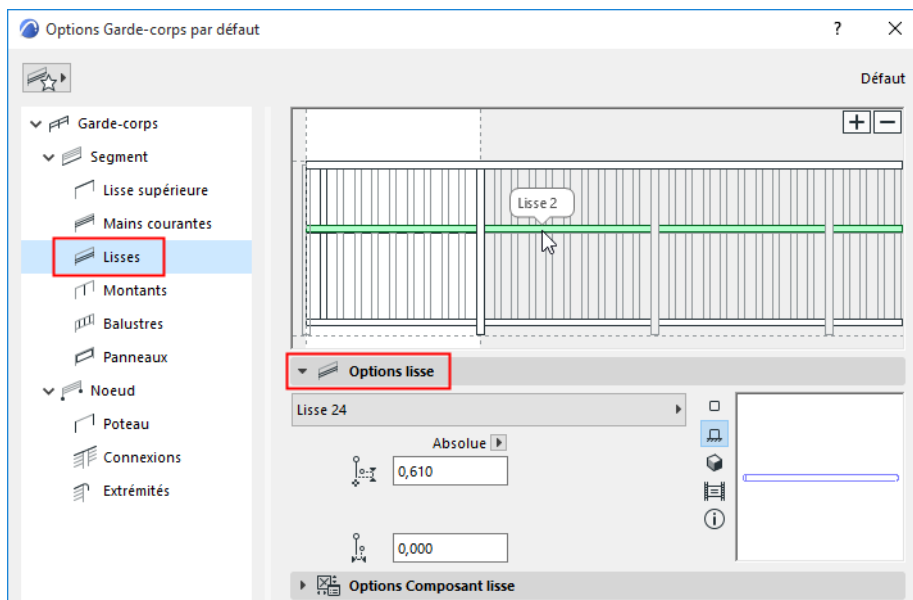 Options Garde-corps par défaut
?
Défaut
Garde-corps
Segment
Lisse supérieure
Mains courantes
Lisses
Montants
Balustres
Panneaux
Noeud
Poteau
Connexions
Extrémités
Lisse 2
Options lisse
Lisse 24
Absolue
0,610
0,000
Options Composant lisse